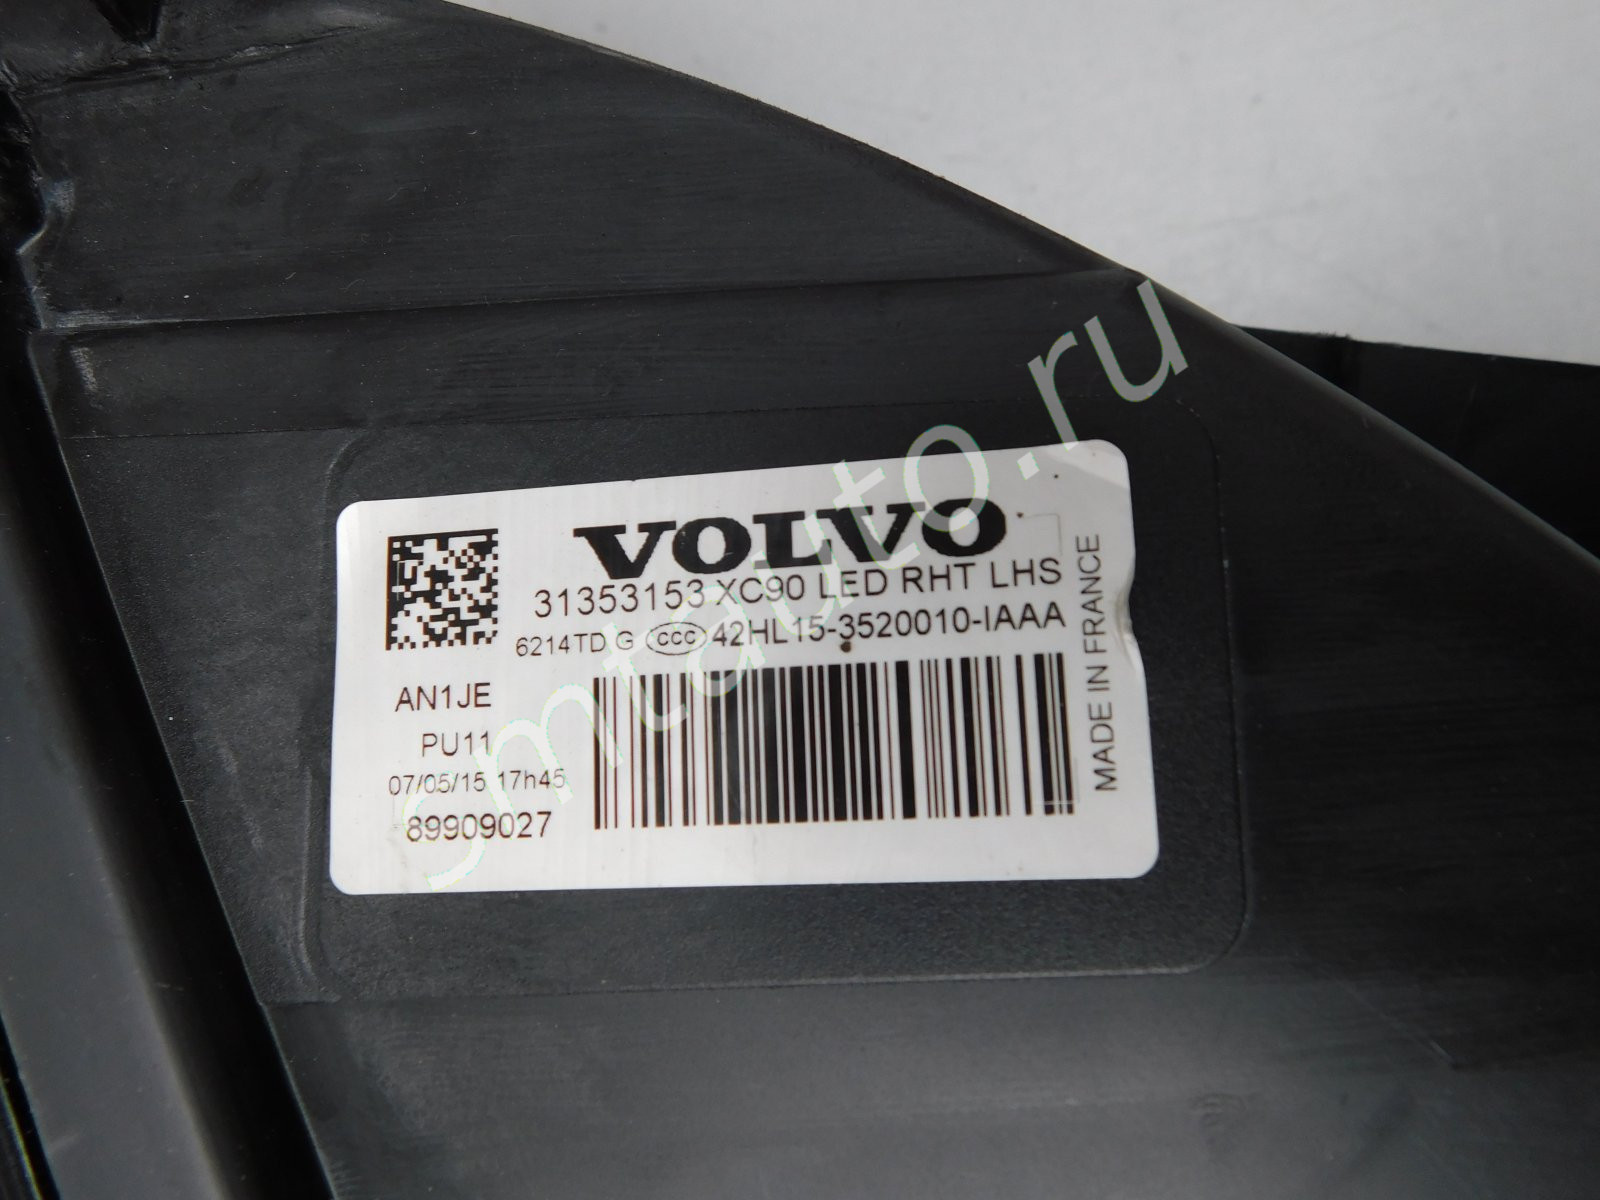 VOLVO
31353153 XC90 LED RHT LHS
6214TD G CCC 42HL15-3520010-IAAA
AN1JE
PU11
07/05/15 17h45
89909027
MADE IN FRANCE
smtauto.ru